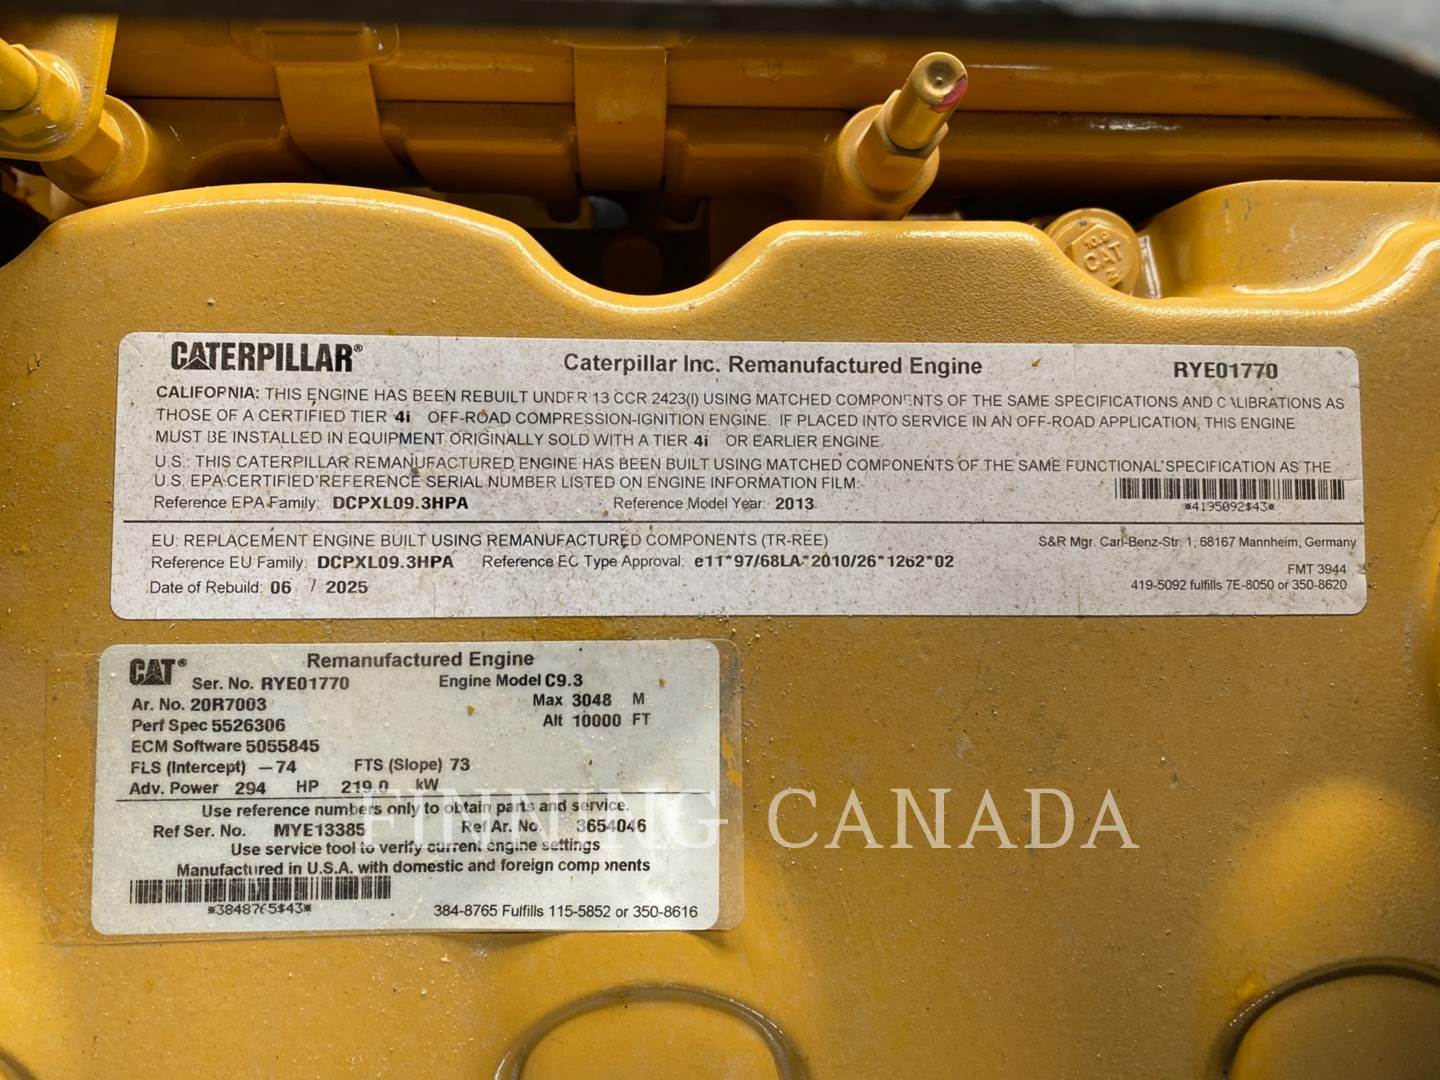 10.9
CAT
CATERPILLAR®
Caterpillar Inc. Remanufactured Engine
RYE01770
CALIFORNIA: THIS ENGINE HAS BEEN REBUILT UNDER 13 CCR 2423(l) USING MATCHED COMPONENTS OF THE SAME SPECIFICATIONS AND CALIBRATIONS AS
THOSE OF A CERTIFIED TIER 4i OFF-ROAD COMPRESSION-IGNITION ENGINE. IF PLACED INTO SERVICE IN AN OFF-ROAD APPLICATION, THIS ENGINE
MUST BE INSTALLED IN EQUIPMENT ORIGINALLY SOLD WITH A TIER 4i OR EARLIER ENGINE.
U.S.: THIS CATERPILLAR REMANUFACTURED ENGINE HAS BEEN BUILT USING MATCHED COMPONENTS OF THE SAME FUNCTIONAL SPECIFICATION AS THE
U.S. EPA CERTIFIED REFERENCE SERIAL NUMBER LISTED ON ENGINE INFORMATION FILM.
Reference EPA Family: DCPXL09.3HPA Reference Model Year: 2013
*4195092$43*
EU: REPLACEMENT ENGINE BUILT USING REMANUFACTURED COMPONENTS (TR-REE)
S&R Mgr. Carl-Benz-Str. 1, 68167 Mannheim, Germany
Reference EU Family: DCPXL09.3HPA Reference EC Type Approval: e11*97/68LA*2010/26*1262*02
FMT 3944
Date of Rebuild: 06 / 2025
419-5092 fulfills 7E-8050 or 350-8620
CAT®
Remanufactured Engine
Ser. No. RYE01770 Engine Model C9.3
Ar. No. 20R7003 Max 3048 M
Perf Spec 5526306 Alt 10000 FT
ECM Software 5055845
FLS (Intercept) -74 FTS (Slope) 73
Adv. Power 294 HP 219.0 kW
Use reference numbers only to obtain parts and service.
Ref Ser. No. MYE13385 Ref Ar. No. 3654046
Use service tool to verify current engine settings
Manufactured in U.S.A. with domestic and foreign components
*3848765$43*
384-8765 Fulfills 115-5852 or 350-8616
FINNING CANADA